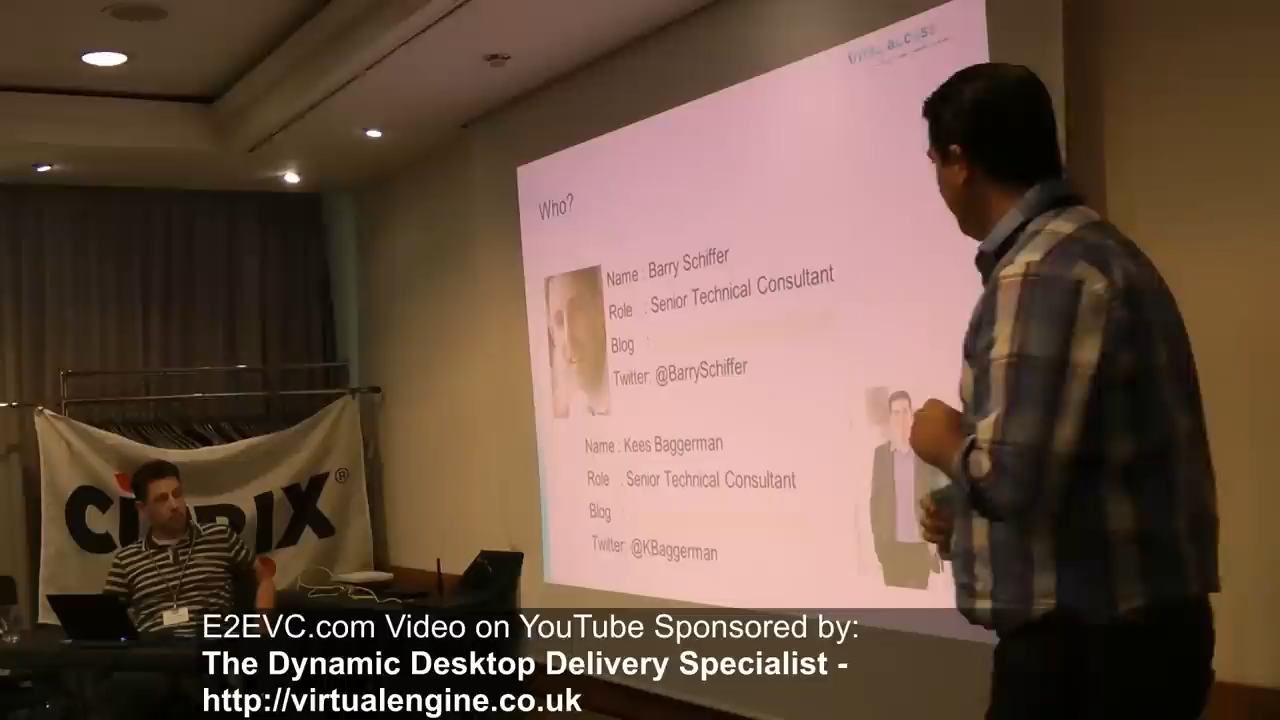 Who?
Name : Barry Schiffer
Role : Senior Technical Consultant
Blog :
Twitter: @BarrySchiffer
Name : Kees Baggerman
Role : Senior Technical Consultant
Blog
Twitter: @KBaggerman
CITRIX®
E2EVC.com Video on YouTube Sponsored by:
The Dynamic Desktop Delivery Specialist -
http://virtualengine.co.uk